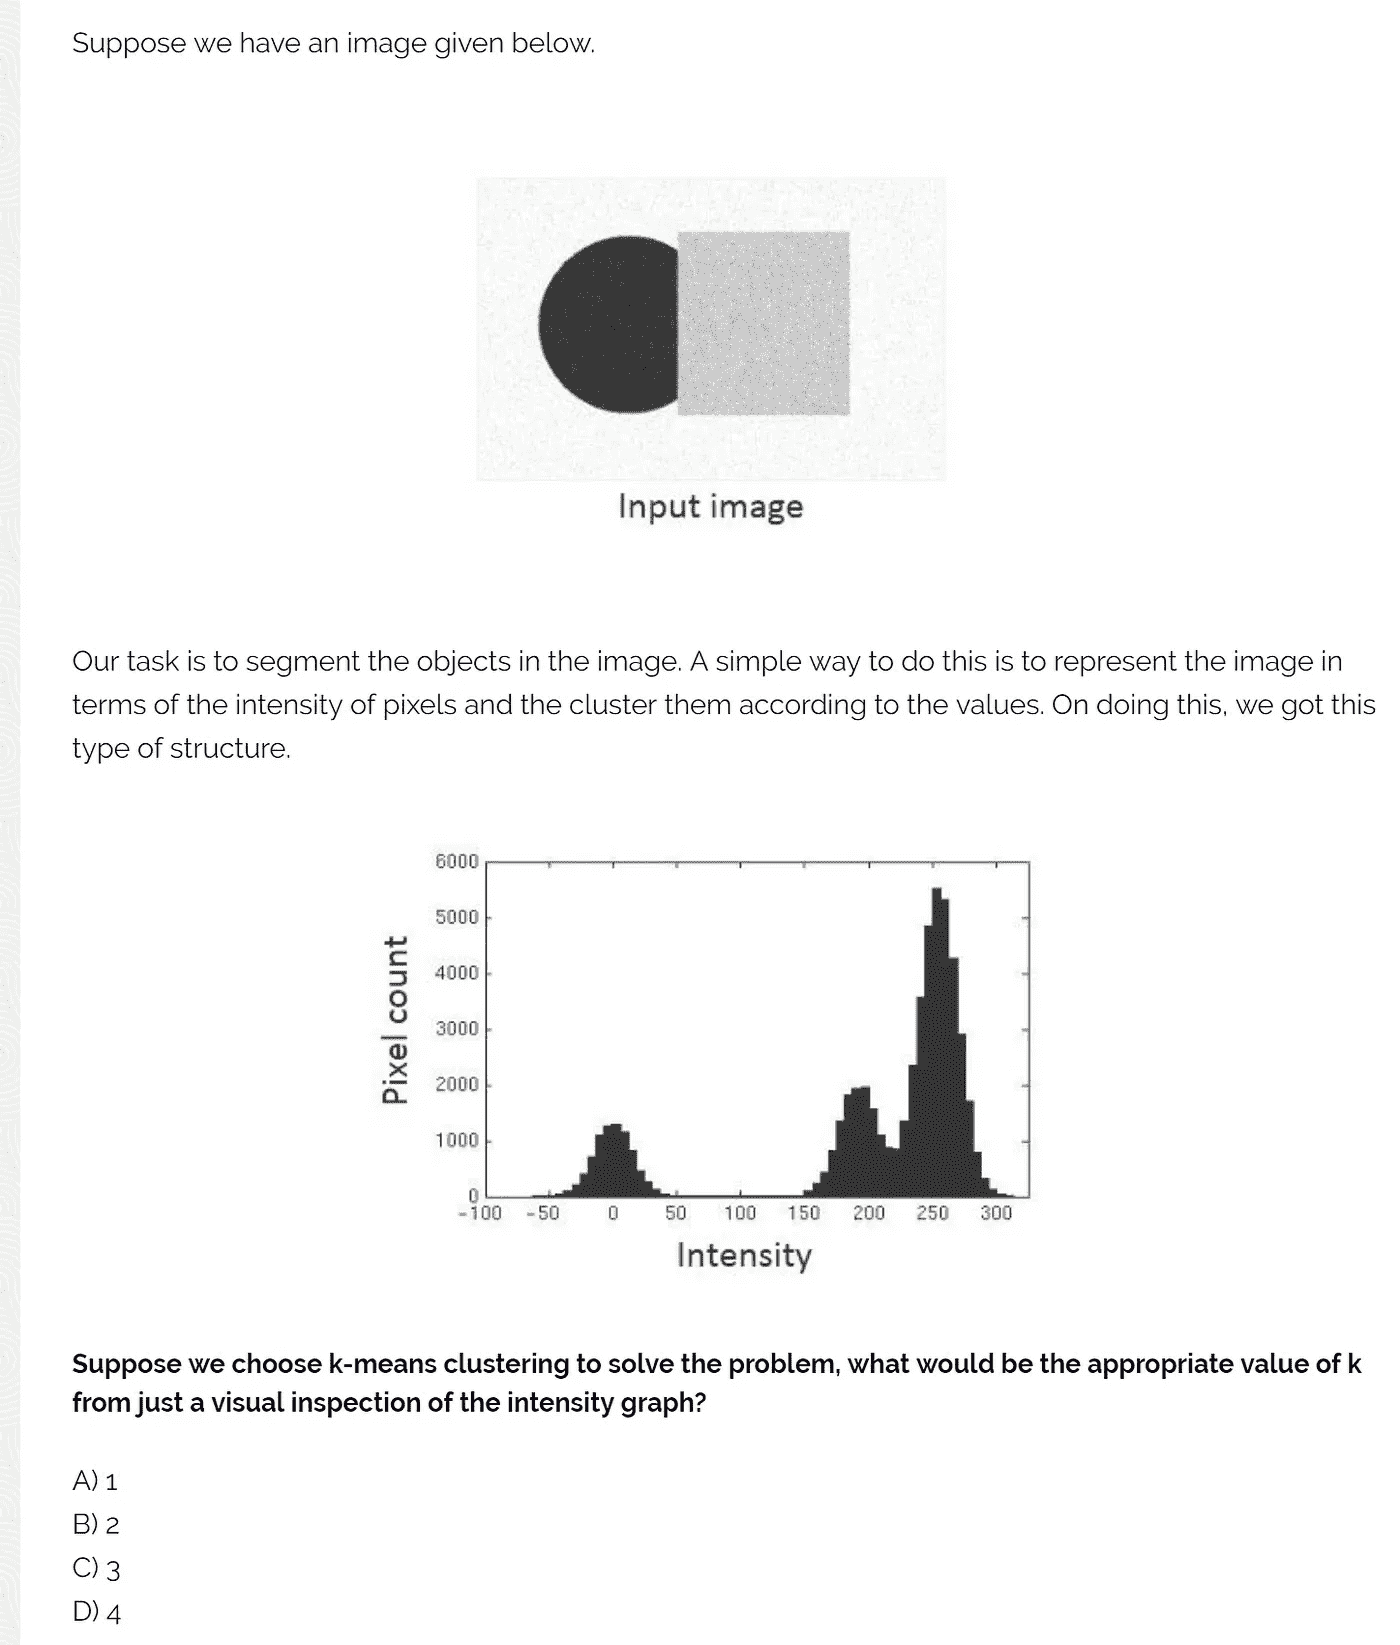 Suppose we have an image given below.
Input image
Our task is to segment the objects in the image. A simple way to do this is to represent the image in
terms of the intensity of pixels and the cluster them according to the values. On doing this, we got this
type of structure.
6000
5000
4000
3000
2000
1000
0
Pixel count
-100 -50 0 50 100 150 200 250 300
Intensity
Suppose we choose k-means clustering to solve the problem, what would be the appropriate value of k
from just a visual inspection of the intensity graph?
A) 1
B) 2
C) 3
D) 4